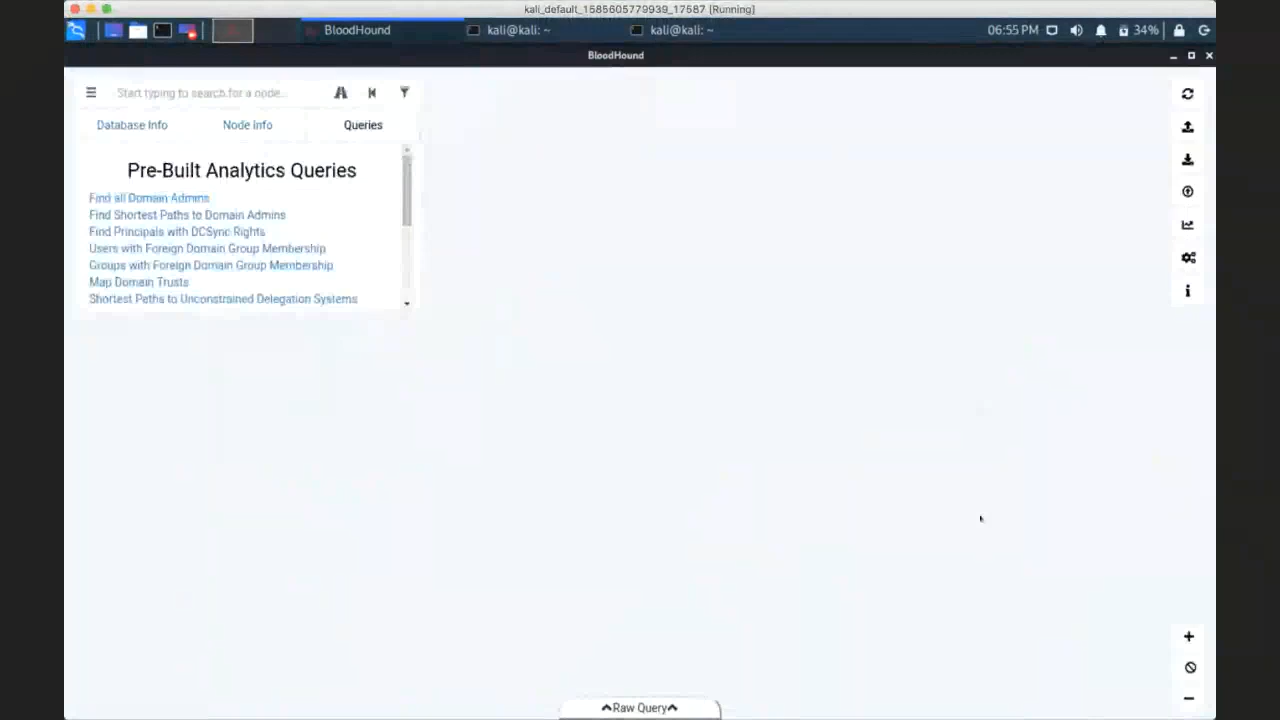 kali_default_1585605779939_17587 [Running]
BloodHound
kali@kali: ~
kali@kali: ~
06:55 PM
34%
BloodHound
Start typing to search for a node...
Database Info
Node Info
Queries
Pre-Built Analytics Queries
Find all Domain Admins
Find Shortest Paths to Domain Admins
Find Principals with DCSync Rights
Users with Foreign Domain Group Membership
Groups with Foreign Domain Group Membership
Map Domain Trusts
Shortest Paths to Unconstrained Delegation Systems
Raw Query